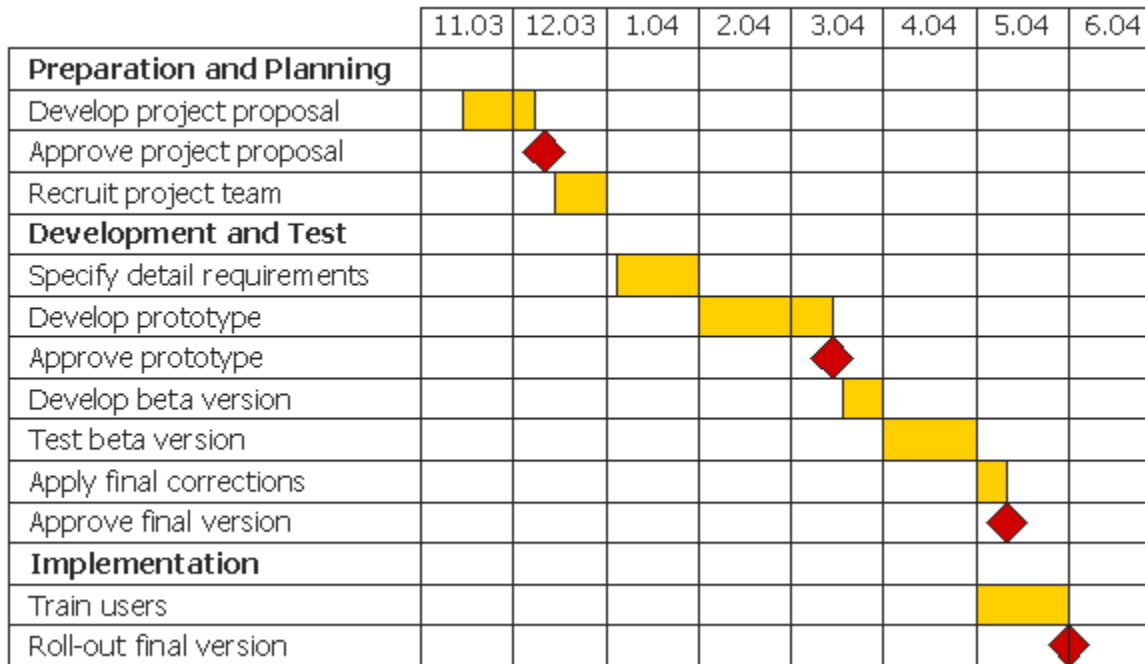 11.03 12.03 1.04 2.04 3.04 4.04 5.04 6.04
Preparation and Planning
Develop project proposal
Approve project proposal
Recruit project team
Development and Test
Specify detail requirements
Develop prototype
Approve prototype
Develop beta version
Test beta version
Apply final corrections
Approve final version
Implementation
Train users
Roll-out final version